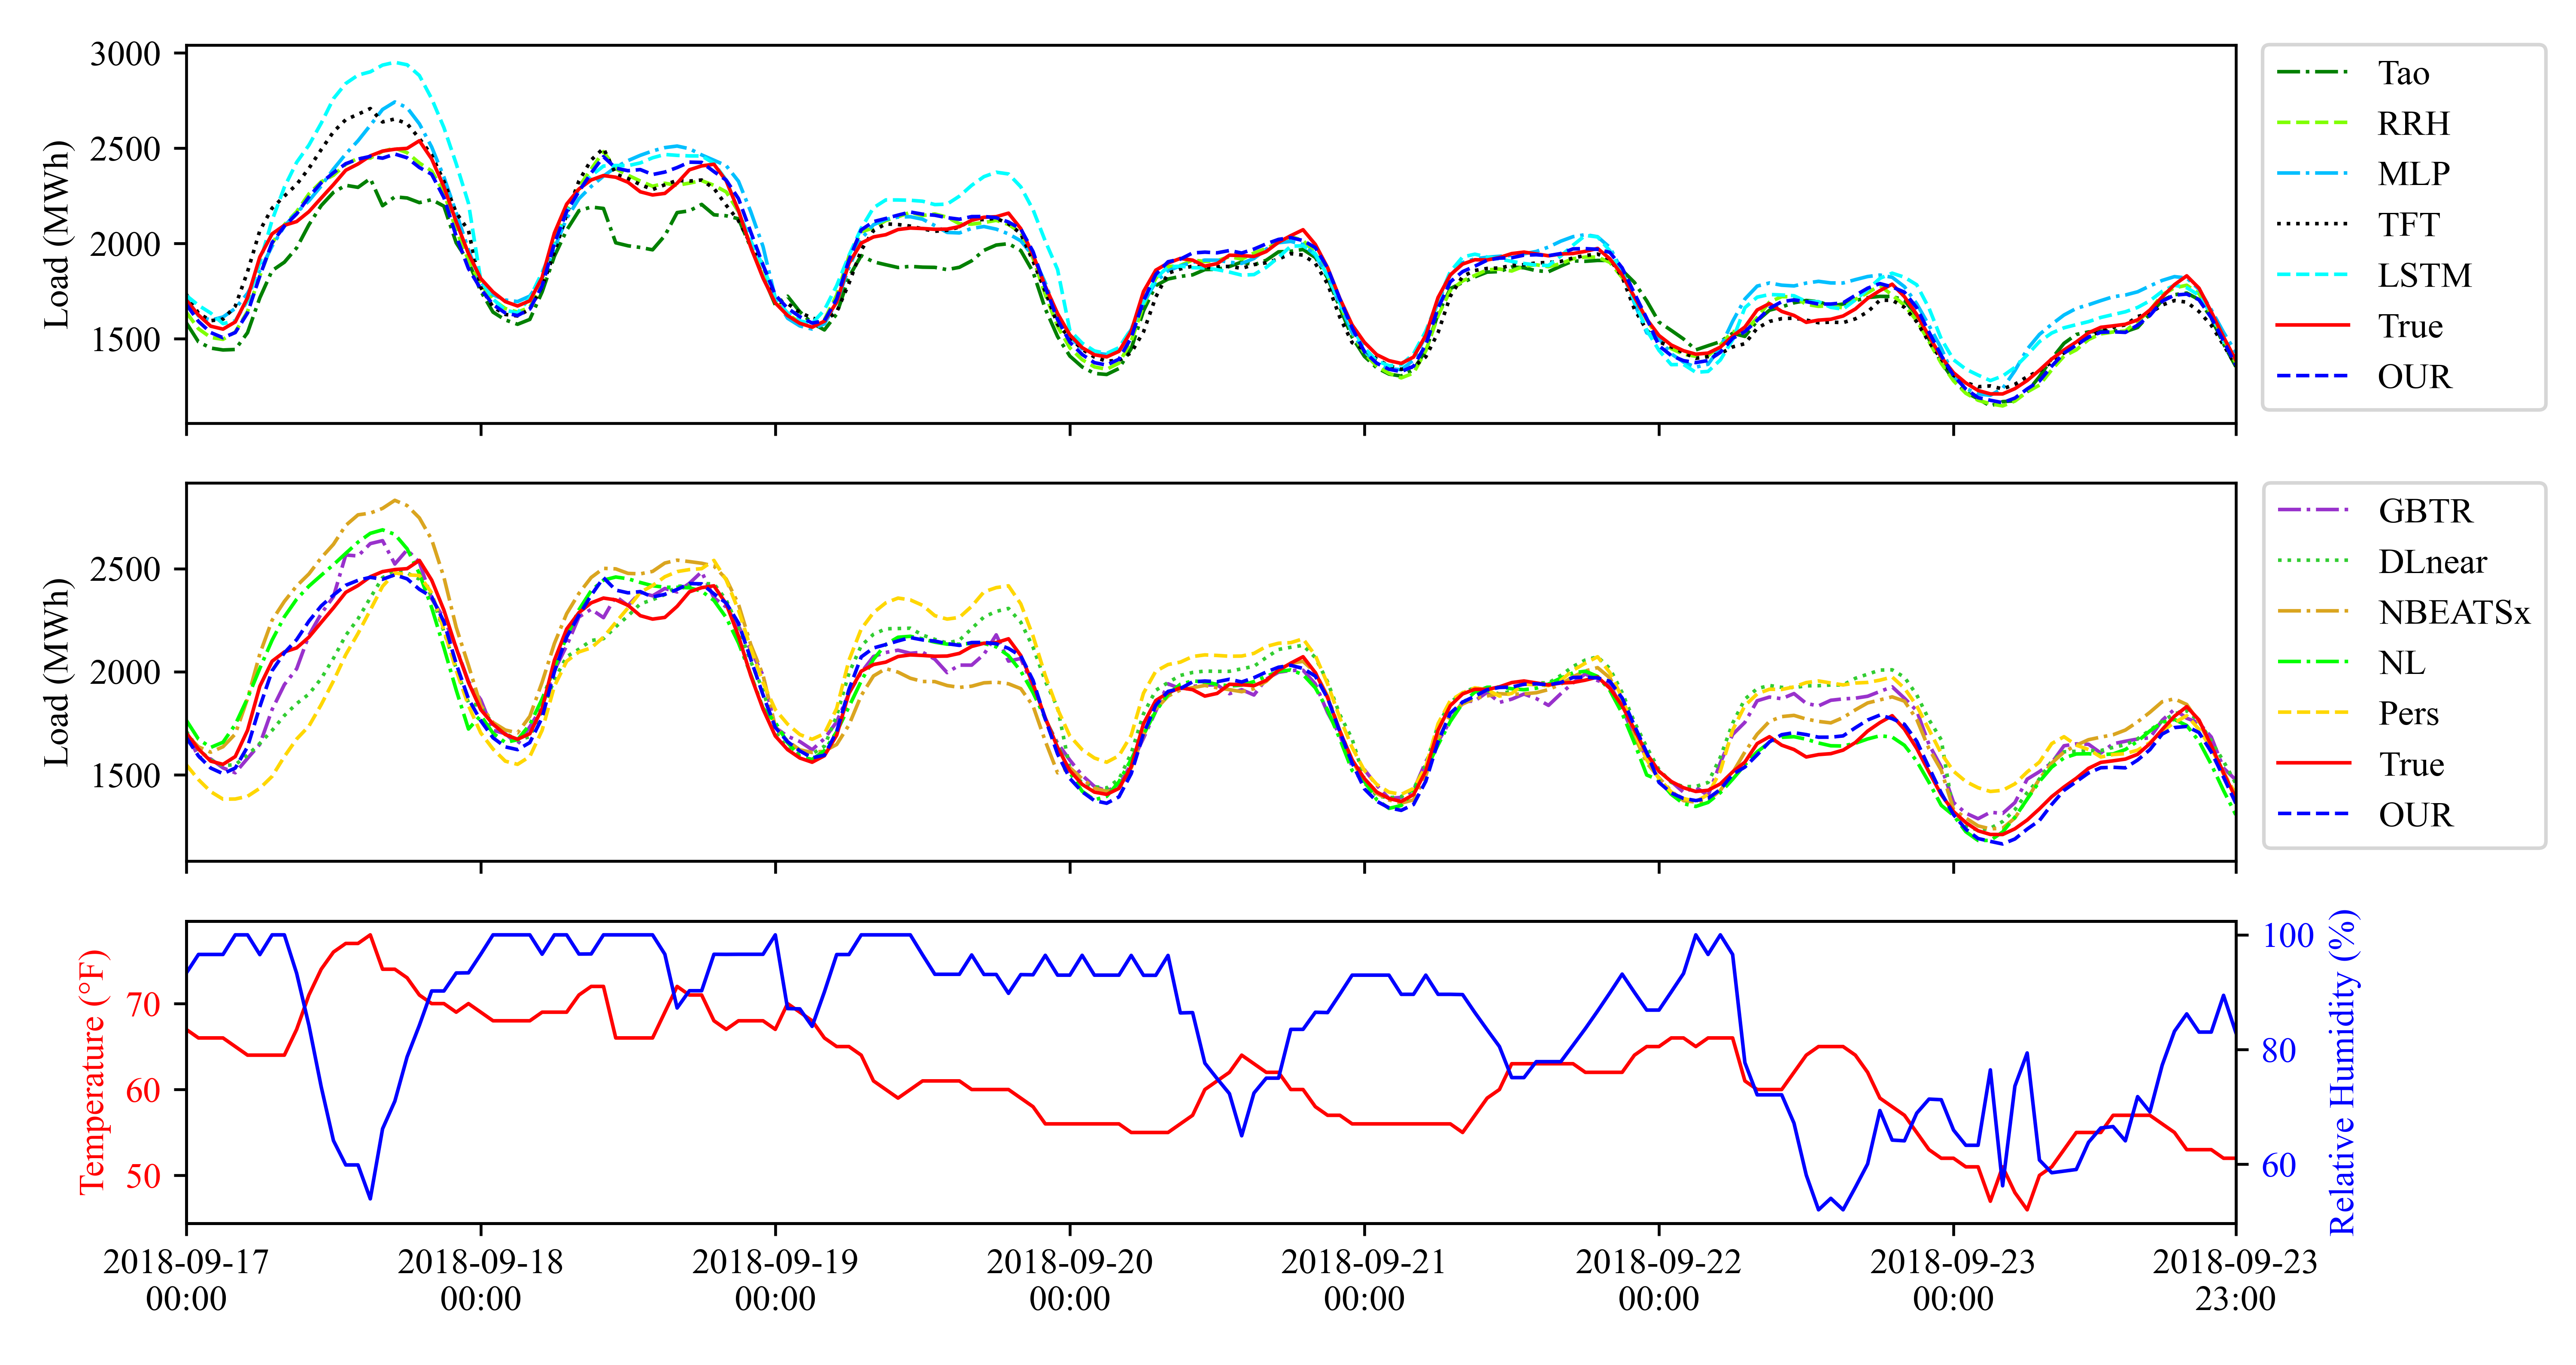 3000
2500
2000
1500
Load (MWh)
Tao
RRH
MLP
TFT
LSTM
True
OUR
2500
2000
1500
Load (MWh)
GBTR
DLnear
NBEATSx
NL
Pers
True
OUR
70
60
50
Temperature (°F)
100
80
60
Relative Humidity (%)
2018-09-17 2018-09-18 2018-09-19 2018-09-20 2018-09-21 2018-09-22 2018-09-23 2018-09-23
00:00 00:00 00:00 00:00 00:00 00:00 00:00 23:00